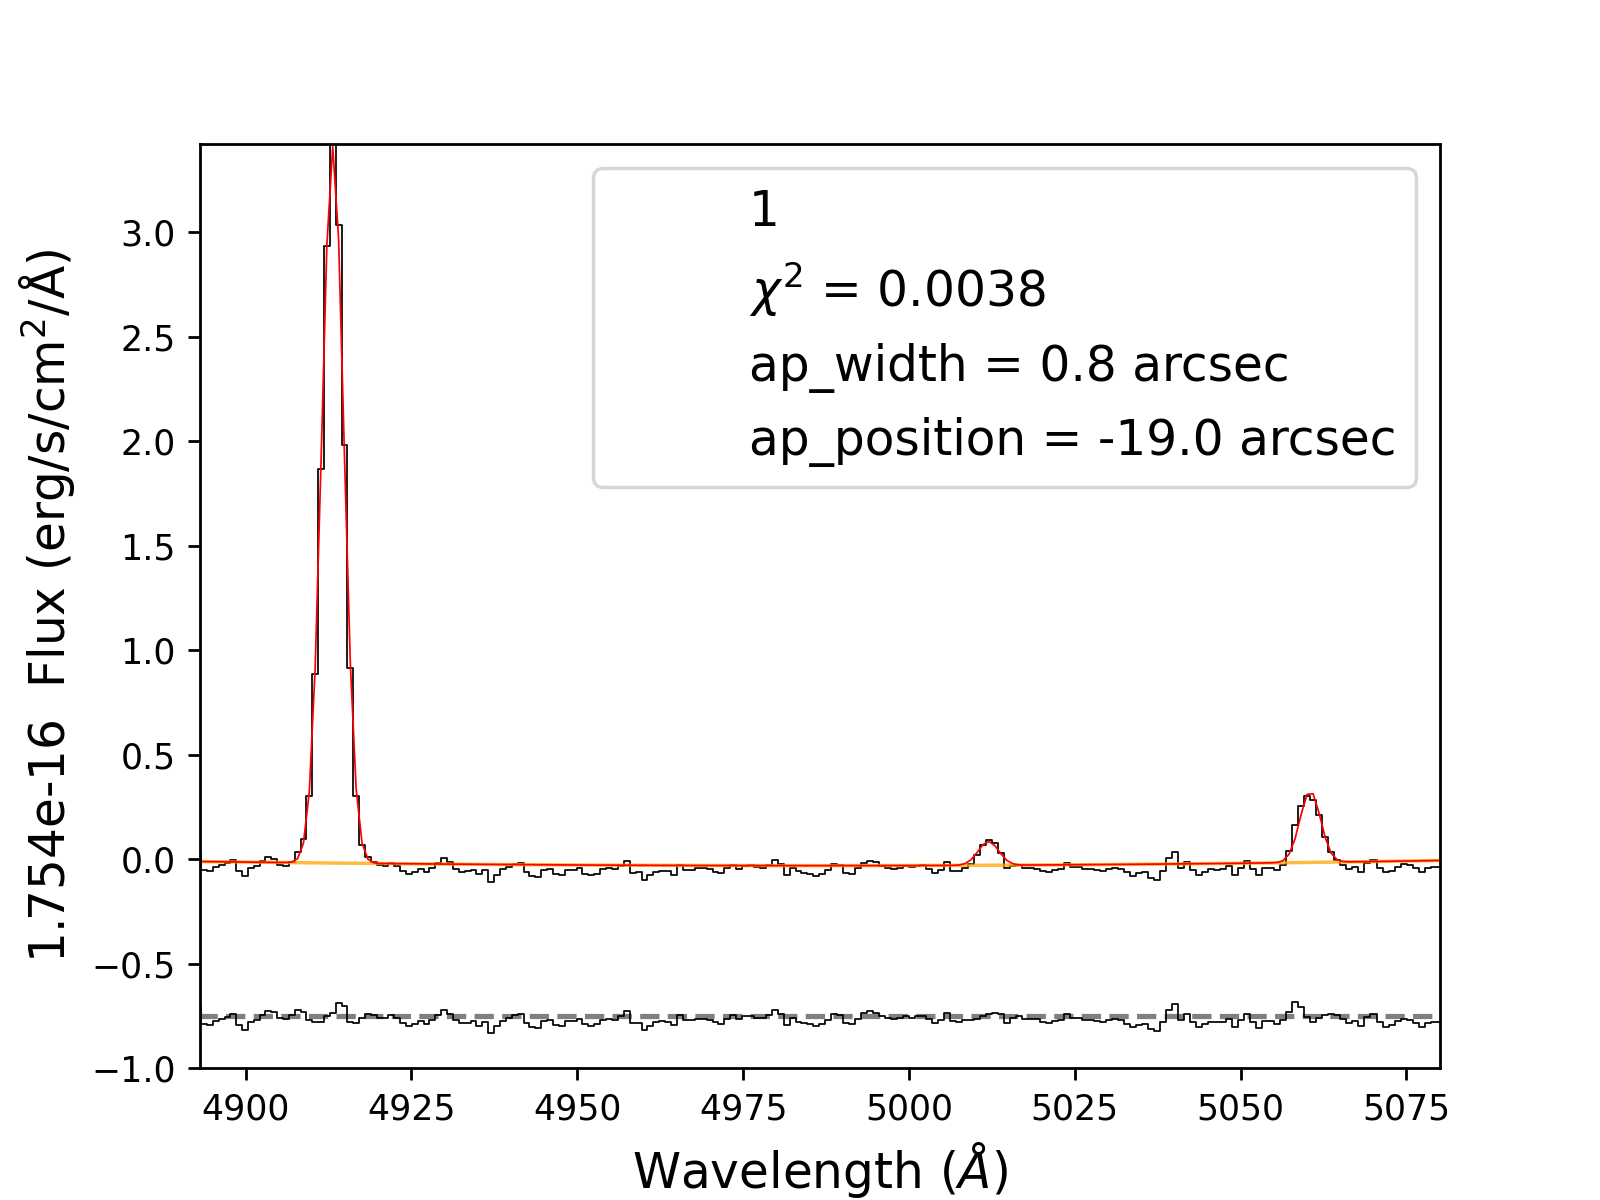 1
χ² = 0.0038
ap_width = 0.8 arcsec
ap_position = -19.0 arcsec
1.754e-16 Flux (erg/s/cm²/Å)
3.0
2.5
2.0
1.5
1.0
0.5
0.0
−0.5
−1.0
4900 4925 4950 4975 5000 5025 5050 5075
Wavelength (Å)